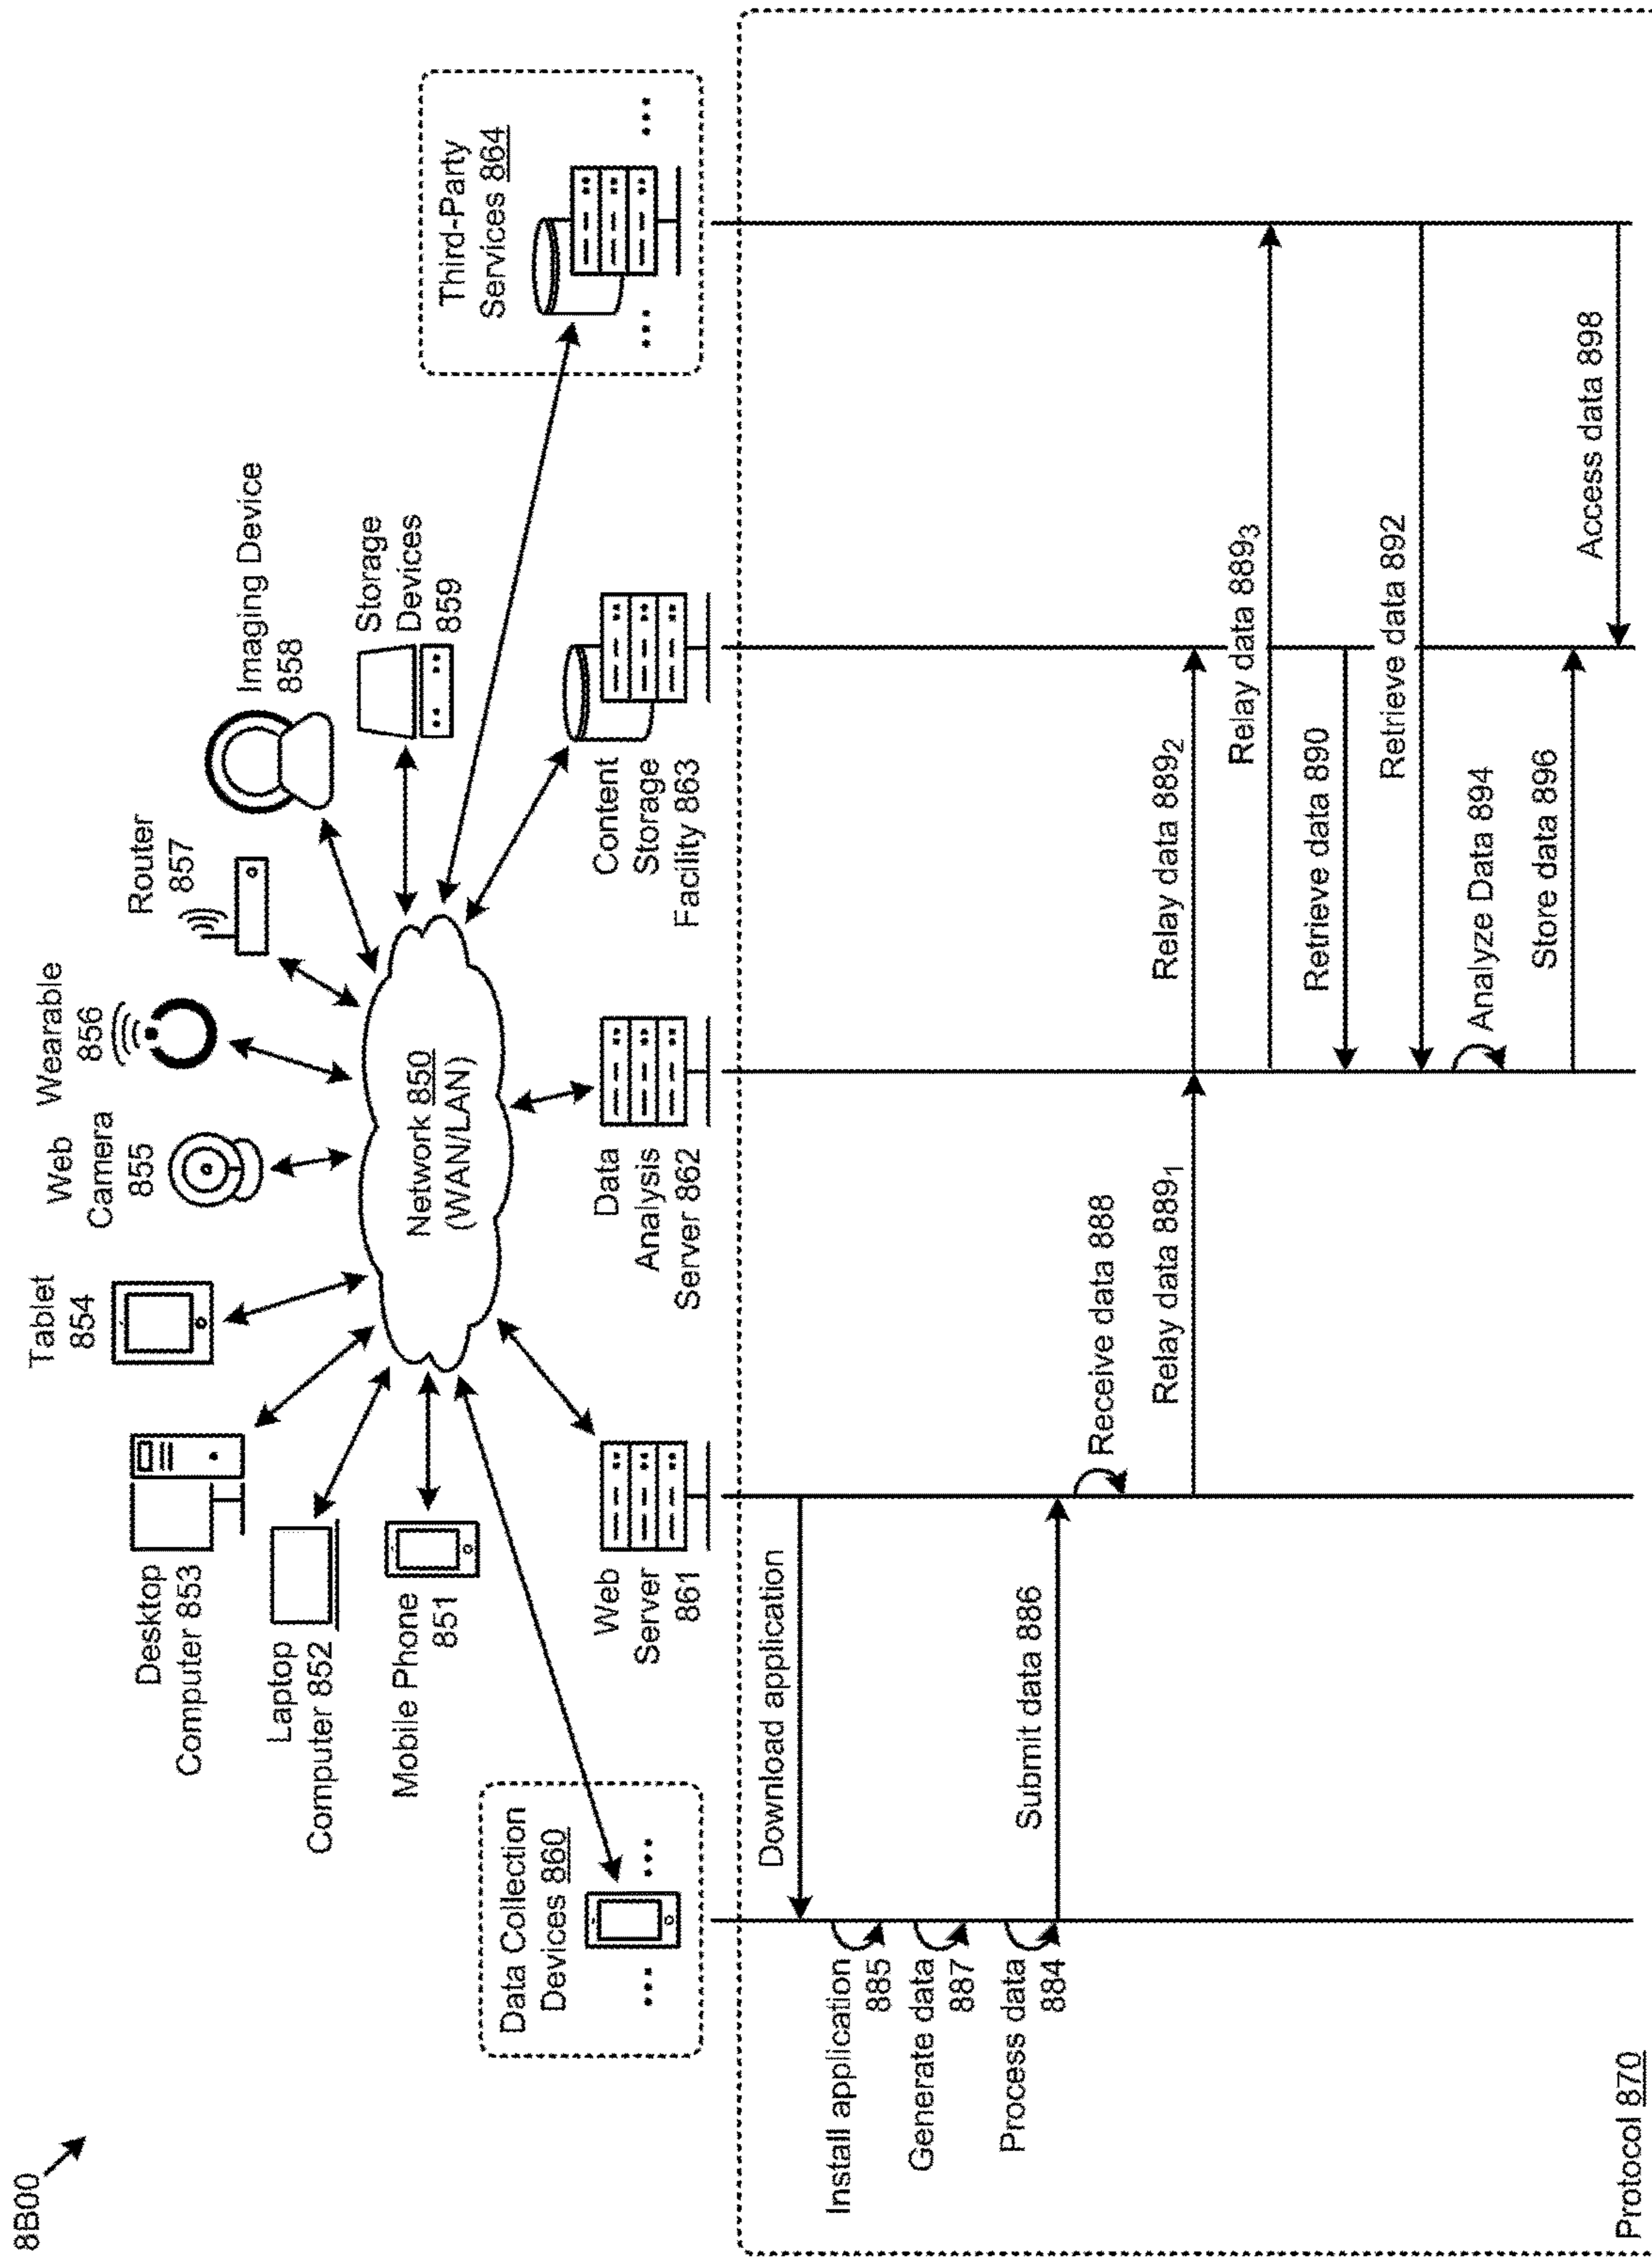 8B00
Desktop
Computer 853
Laptop
Computer 852
Mobile Phone
851
Tablet
854
Web
Camera
855
Wearable
856
Router
857
Imaging Device
858
Storage
Devices
859
Network 850
(WAN/LAN)
Data Collection
Devices 860
Web
Server
861
Data
Analysis
Server 862
Content
Storage
Facility 863
Third-Party
Services 864
Download application
Install application
885
Generate data
887
Process data
884
Submit data 886
Receive data 888
Relay data 889₁
Relay data 889₂
Relay data 889₃
Retrieve data 890
Retrieve data 892
Analyze Data 894
Store data 896
Access data 898
Protocol 870